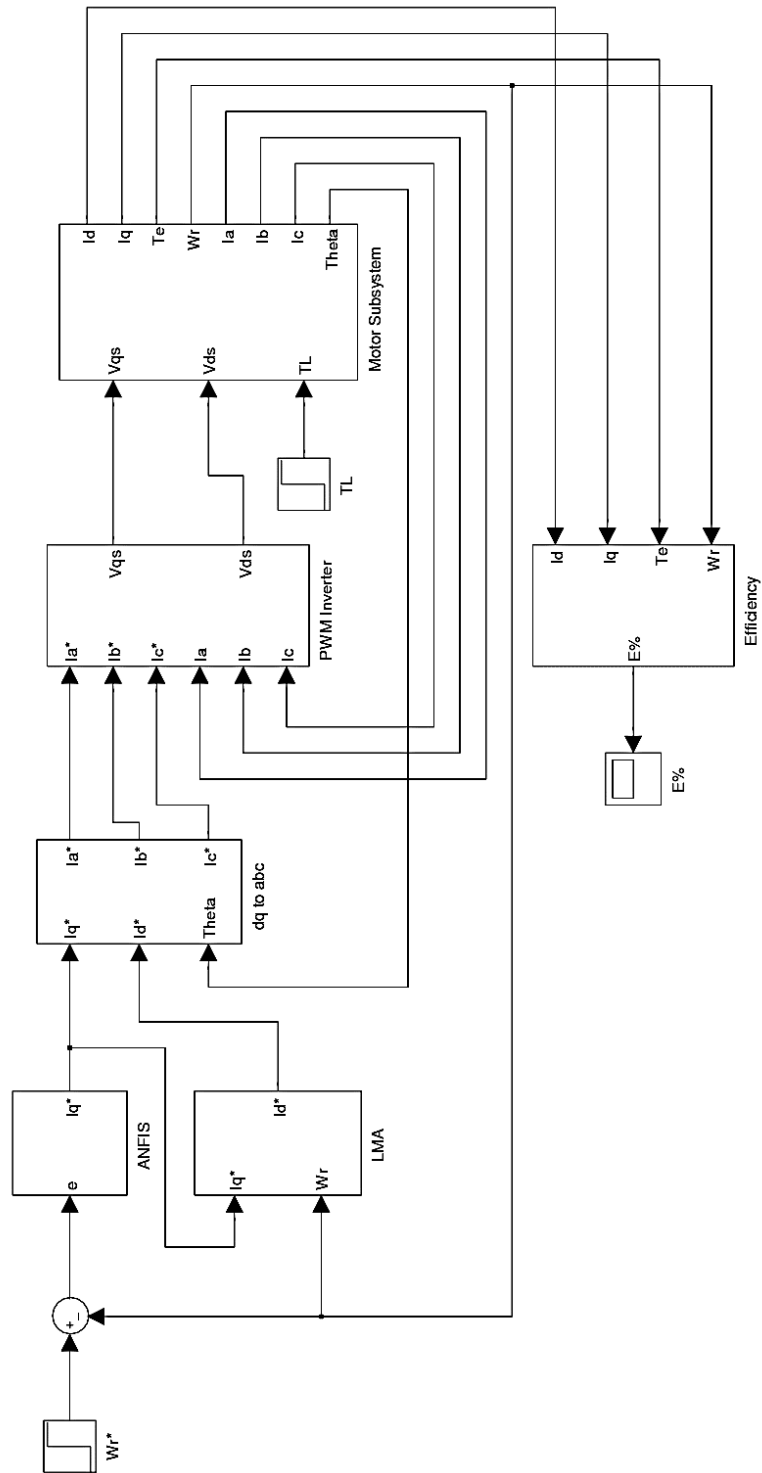 Wr*
+
−
e
Iq*
ANFIS
Iq*
Wr
Id*
LMA
Iq*
Id*
Theta
Ia*
Ib*
Ic*
dq to abc
Ia*
Ib*
Ic*
Ia
Ib
Ic
Vqs
Vds
PWM Inverter
TL
Vqs
Vds
TL
Id
Iq
Te
Wr
Ia
Ib
Ic
Theta
Motor Subsystem
Id
Iq
Te
Wr
E%
Efficiency
E%